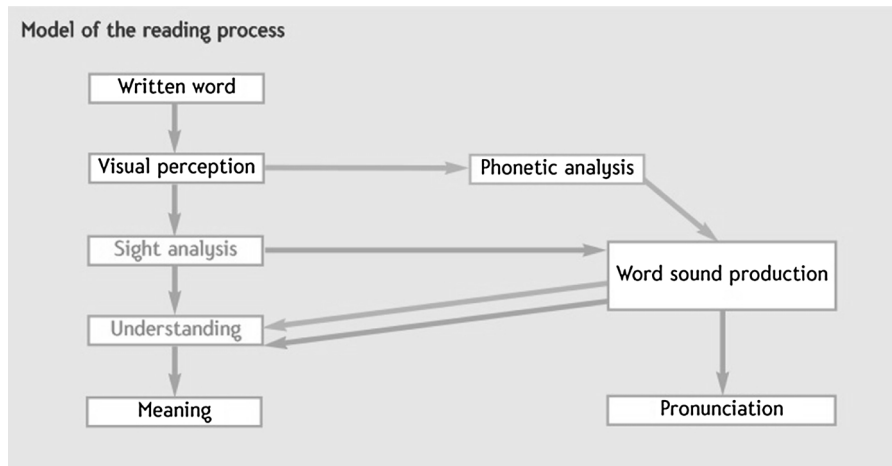 Model of the reading process
Written word
Visual perception
Phonetic analysis
Sight analysis
Word sound production
Understanding
Meaning
Pronunciation